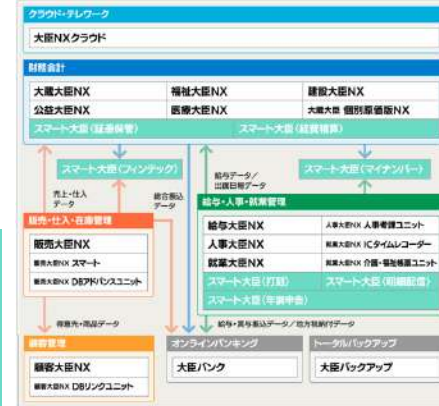 クラウド・テレワーク
大臣NXクラウド
財務会計
大蔵大臣NX 福祉大臣NX 建設大臣NX
公益大臣NX 医療大臣NX 大蔵大臣 個別原価版NX
スマート大臣〈証憑保管〉 スマート大臣〈経費精算〉
スマート大臣〈フィンテック〉 スマート大臣〈マイナンバー〉
給与データ/
出面日報データ
売上・仕入
データ
総合振込
データ
販売・仕入・在庫管理
販売大臣NX
販売大臣NX スマート
販売大臣NX DBアドバンスユニット
給与・人事・就業管理
給与大臣NX 人事大臣NX 人事考課ユニット
人事大臣NX 就業大臣NX ICタイムレコーダー
就業大臣NX 就業大臣NX 介護・福祉帳票ユニット
スマート大臣〈打刻〉 スマート大臣〈明細配信〉
スマート大臣〈年調申告〉
得意先・商品データ
給与・賞与振込データ/地方税納付データ
顧客管理
顧客大臣NX
顧客大臣NX DBリンクユニット
オンラインバンキング
大臣バンク
トータルバックアップ
大臣バックアップ